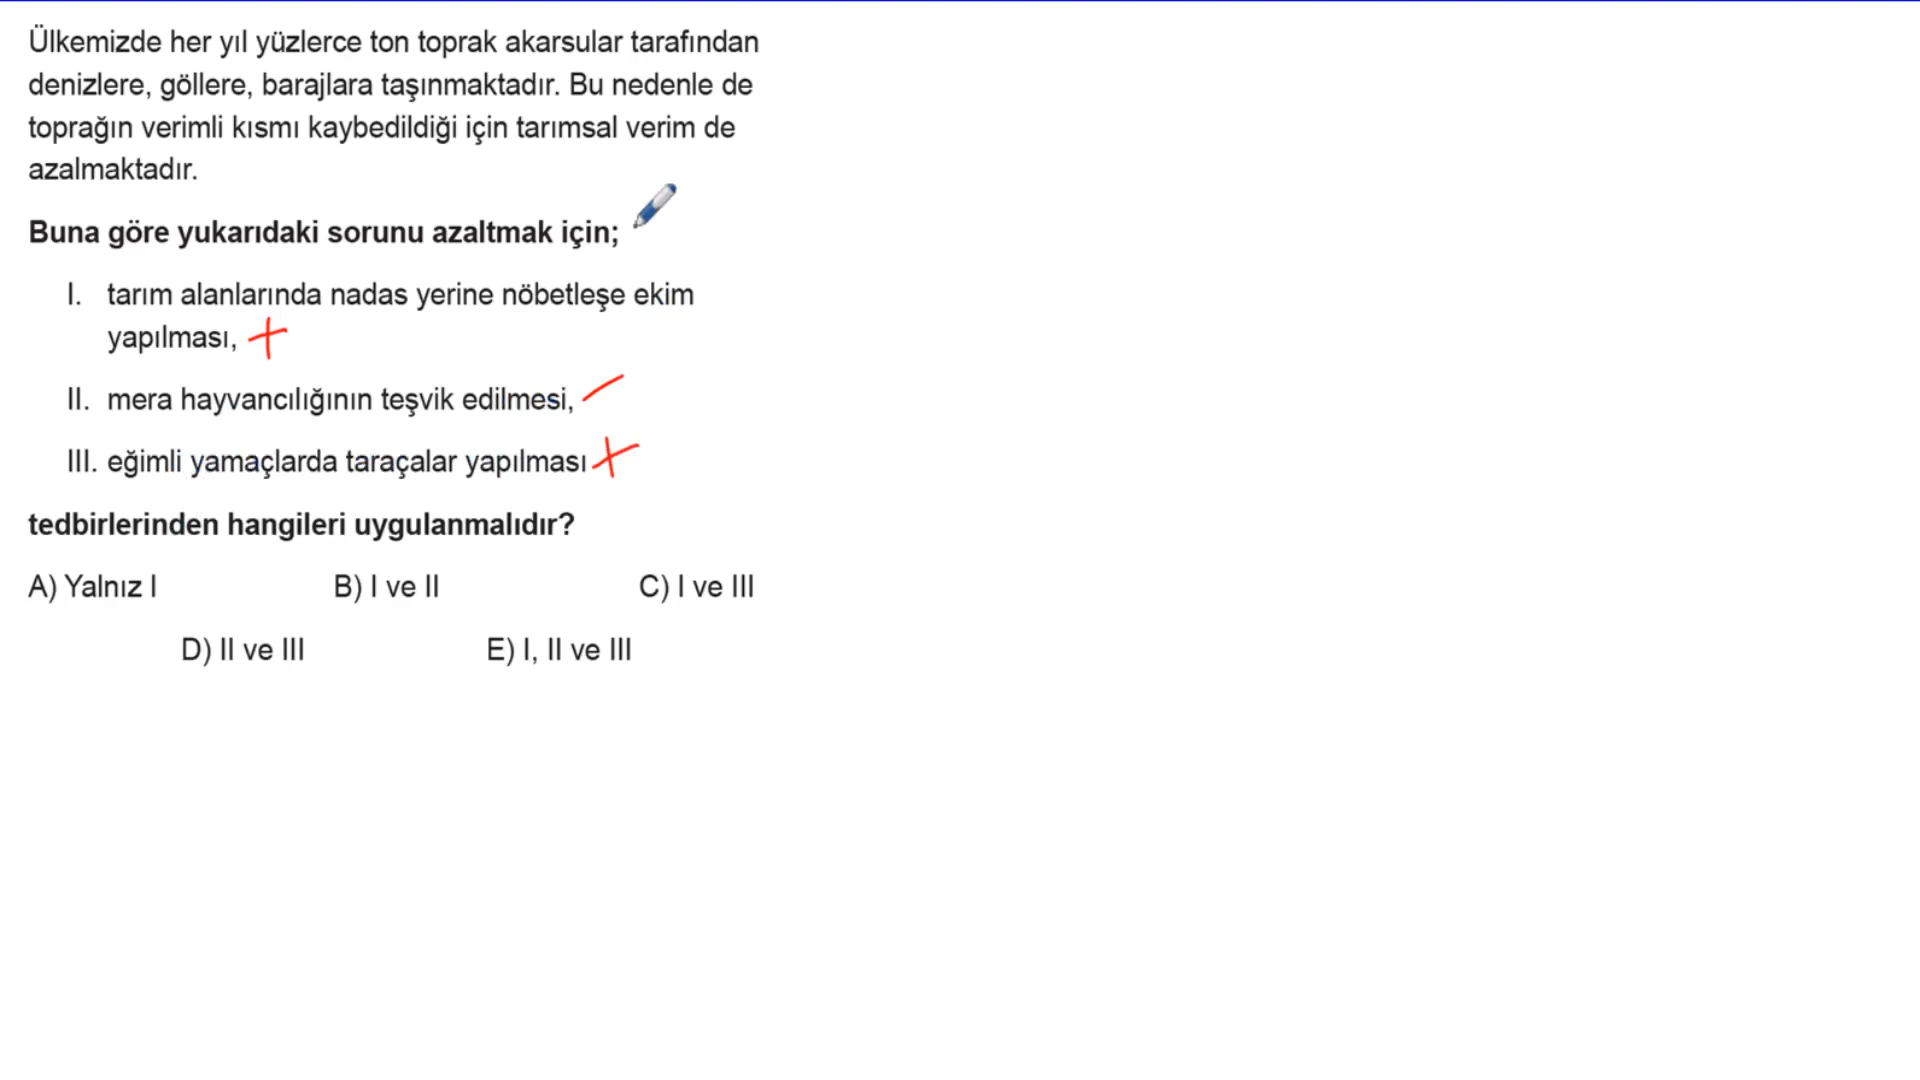 Ülkemizde her yıl yüzlerce ton toprak akarsular tarafından
denizlere, göllere, barajlara taşınmaktadır. Bu nedenle de
toprağın verimli kısmı kaybedildiği için tarımsal verim de
azalmaktadır.
Buna göre yukarıdaki sorunu azaltmak için;
I. tarım alanlarında nadas yerine nöbetleşe ekim
yapılması, +
II. mera hayvancılığının teşvik edilmesi, -
III. eğimli yamaçlarda taraçalar yapılması +
tedbirlerinden hangileri uygulanmalıdır?
A) Yalnız I B) I ve II C) I ve III
D) II ve III E) I, II ve III